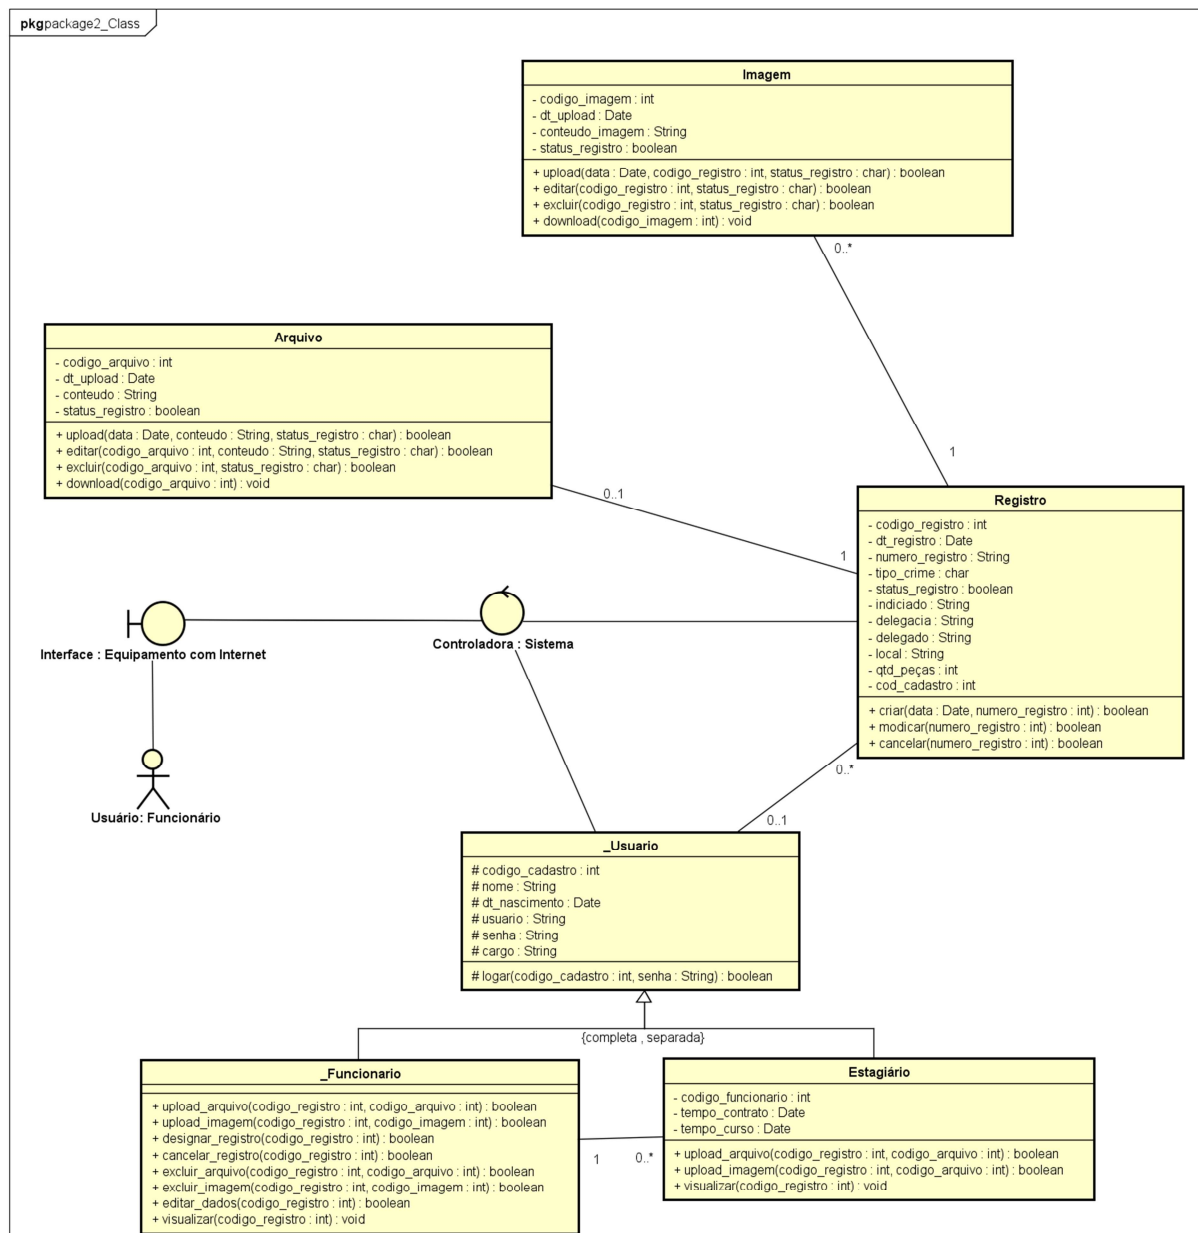 pkg package2_Class
Imagem
- codigo_imagem : int
- dt_upload : Date
- conteudo_imagem : String
- status_registro : boolean
+ upload(data : Date, codigo_registro : int, status_registro : char) : boolean
+ editar(codigo_registro : int, status_registro : char) : boolean
+ excluir(codigo_registro : int, status_registro : char) : boolean
+ download(codigo_imagem : int) : void
0..*
1
Arquivo
- codigo_arquivo : int
- dt_upload : Date
- conteudo : String
- status_registro : boolean
+ upload(data : Date, conteudo : String, status_registro : char) : boolean
+ editar(codigo_arquivo : int, conteudo : String, status_registro : char) : boolean
+ excluir(codigo_arquivo : int, status_registro : char) : boolean
+ download(codigo_arquivo : int) : void
0..1
1
Registro
- codigo_registro : int
- dt_registro : Date
- numero_registro : String
- tipo_crime : char
- status_registro : boolean
- indiciado : String
- delegacia : String
- delegado : String
- local : String
- qtd_peças : int
- cod_cadastro : int
+ criar(data : Date, numero_registro : int) : boolean
+ modicar(numero_registro : int) : boolean
+ cancelar(numero_registro : int) : boolean
Interface : Equipamento com Internet
Controladora : Sistema
Usuário: Funcionário
0..*
0..1
_Usuario
# codigo_cadastro : int
# nome : String
# dt_nascimento : Date
# usuario : String
# senha : String
# cargo : String
# logar(codigo_cadastro : int, senha : String) : boolean
{completa , separada}
_Funcionario
+ upload_arquivo(codigo_registro : int, codigo_arquivo : int) : boolean
+ upload_imagem(codigo_registro : int, codigo_imagem : int) : boolean
+ designar_registro(codigo_registro : int) : boolean
+ cancelar_registro(codigo_registro : int) : boolean
+ excluir_arquivo(codigo_registro : int, codigo_arquivo : int) : boolean
+ excluir_imagem(codigo_registro : int, codigo_imagem : int) : boolean
+ editar_dados(codigo_registro : int) : boolean
+ visualizar(codigo_registro : int) : void
1
0..*
Estagiário
- codigo_funcionario : int
- tempo_contrato : Date
- tempo_curso : Date
+ upload_arquivo(codigo_registro : int, codigo_arquivo : int) : boolean
+ upload_imagem(codigo_registro : int, codigo_arquivo : int) : boolean
+ visualizar(codigo_registro : int) : void